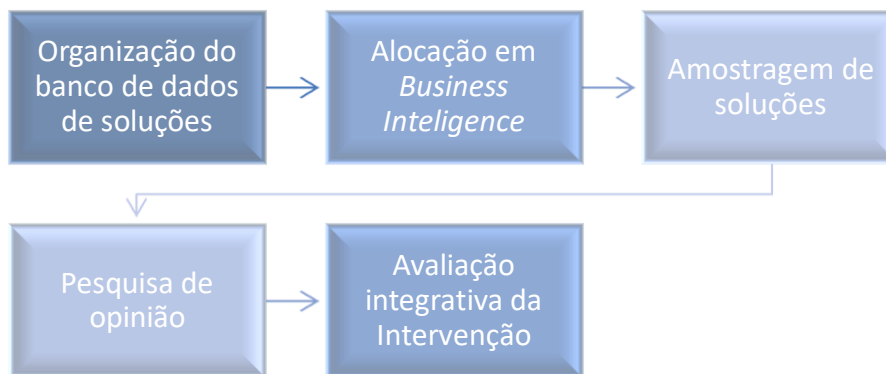 Organização do
banco de dados
de soluções
Alocação em
Business
Inteligence
Amostragem de
soluções
Pesquisa de
opinião
Avaliação
integrativa da
Intervenção